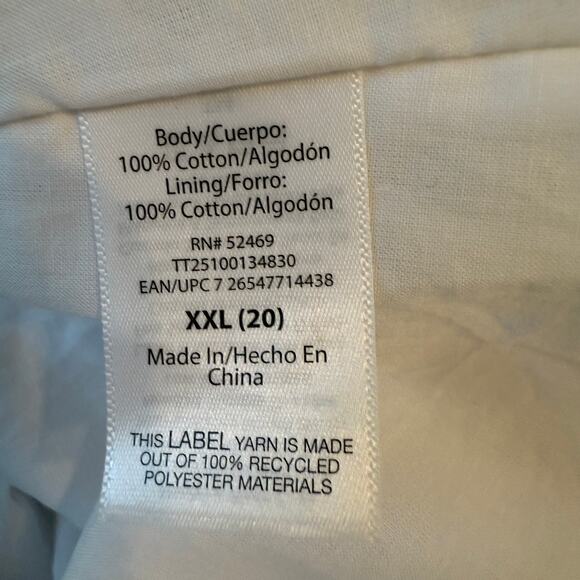 Body/Cuerpo:
100% Cotton/Algodón
Lining/Forro:
100% Cotton/Algodón
RN# 52469
TT25100134830
EAN/UPC 7 26547714438
XXL (20)
Made In/Hecho En
China
THIS LABEL YARN IS MADE
OUT OF 100% RECYCLED
POLYESTER MATERIALS